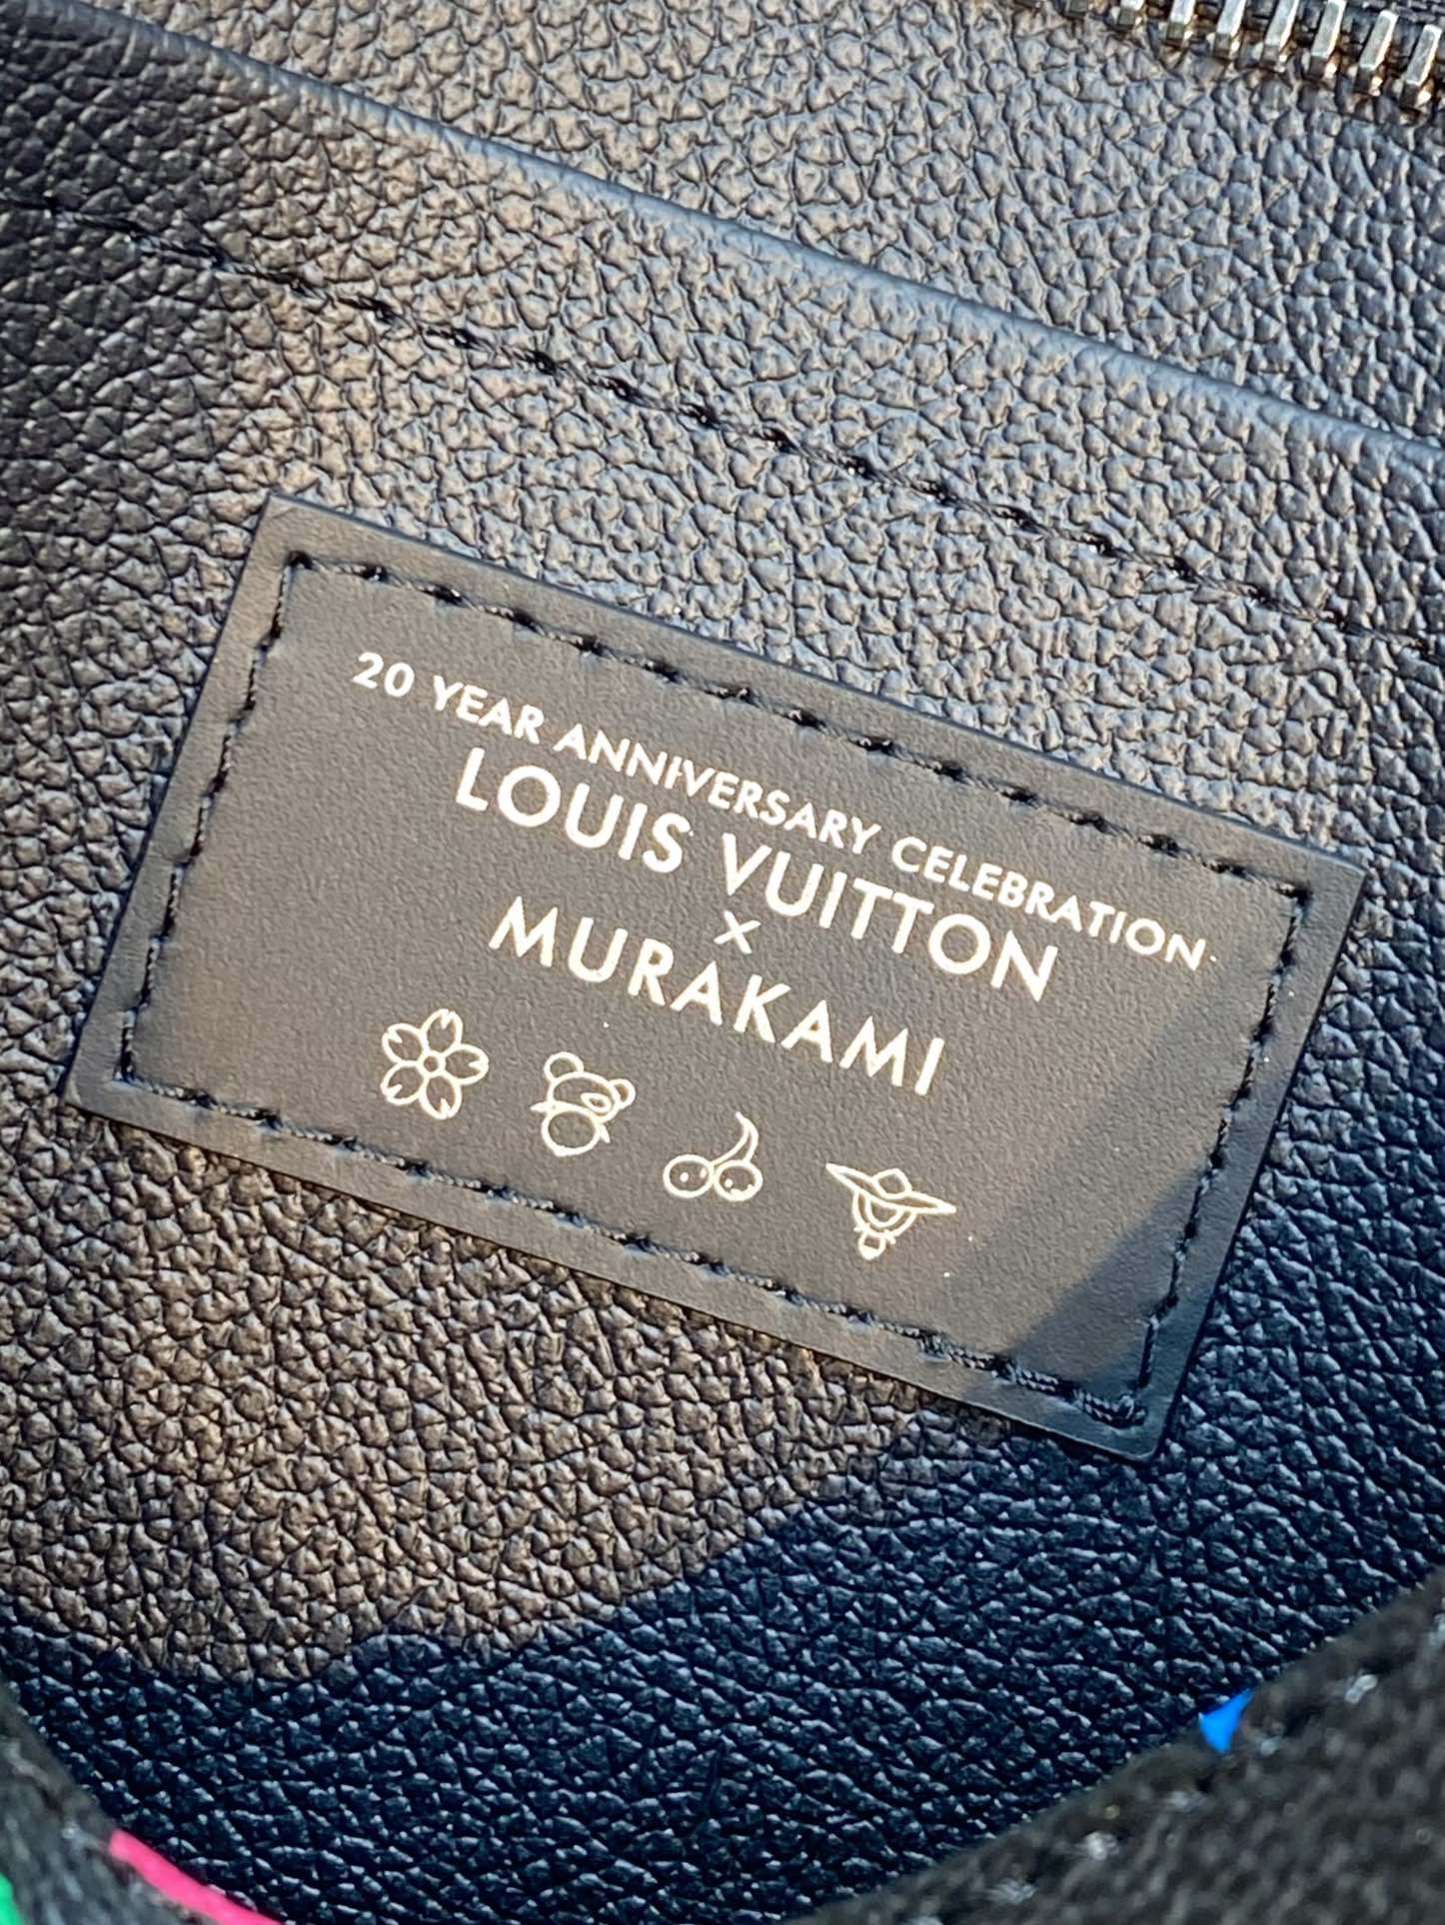 20 YEAR ANNIVERSARY CELEBRATION
LOUIS VUITTON
×
MURAKAMI